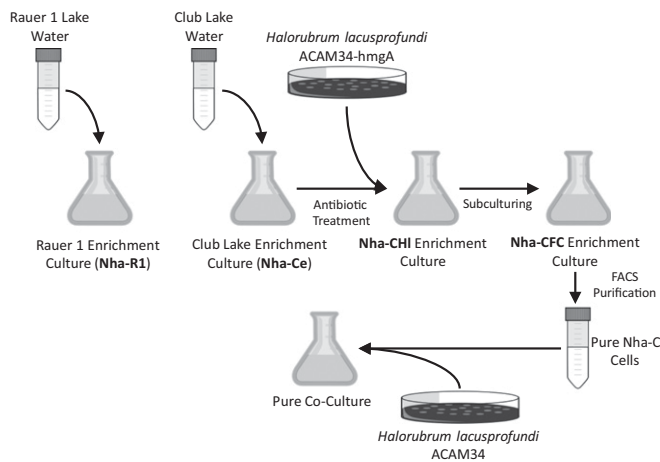 Rauer 1 Lake
Water
Club Lake
Water
Halorubrum lacusprofundi
ACAM34-hmgA
Antibiotic
Treatment
Subculturing
Rauer 1 Enrichment
Culture (Nha-R1)
Club Lake Enrichment
Culture (Nha-Ce)
Nha-CHl Enrichment
Culture
Nha-CFC Enrichment
Culture
FACS
Purification
Pure Nha-C
Cells
Pure Co-Culture
Halorubrum lacusprofundi
ACAM34